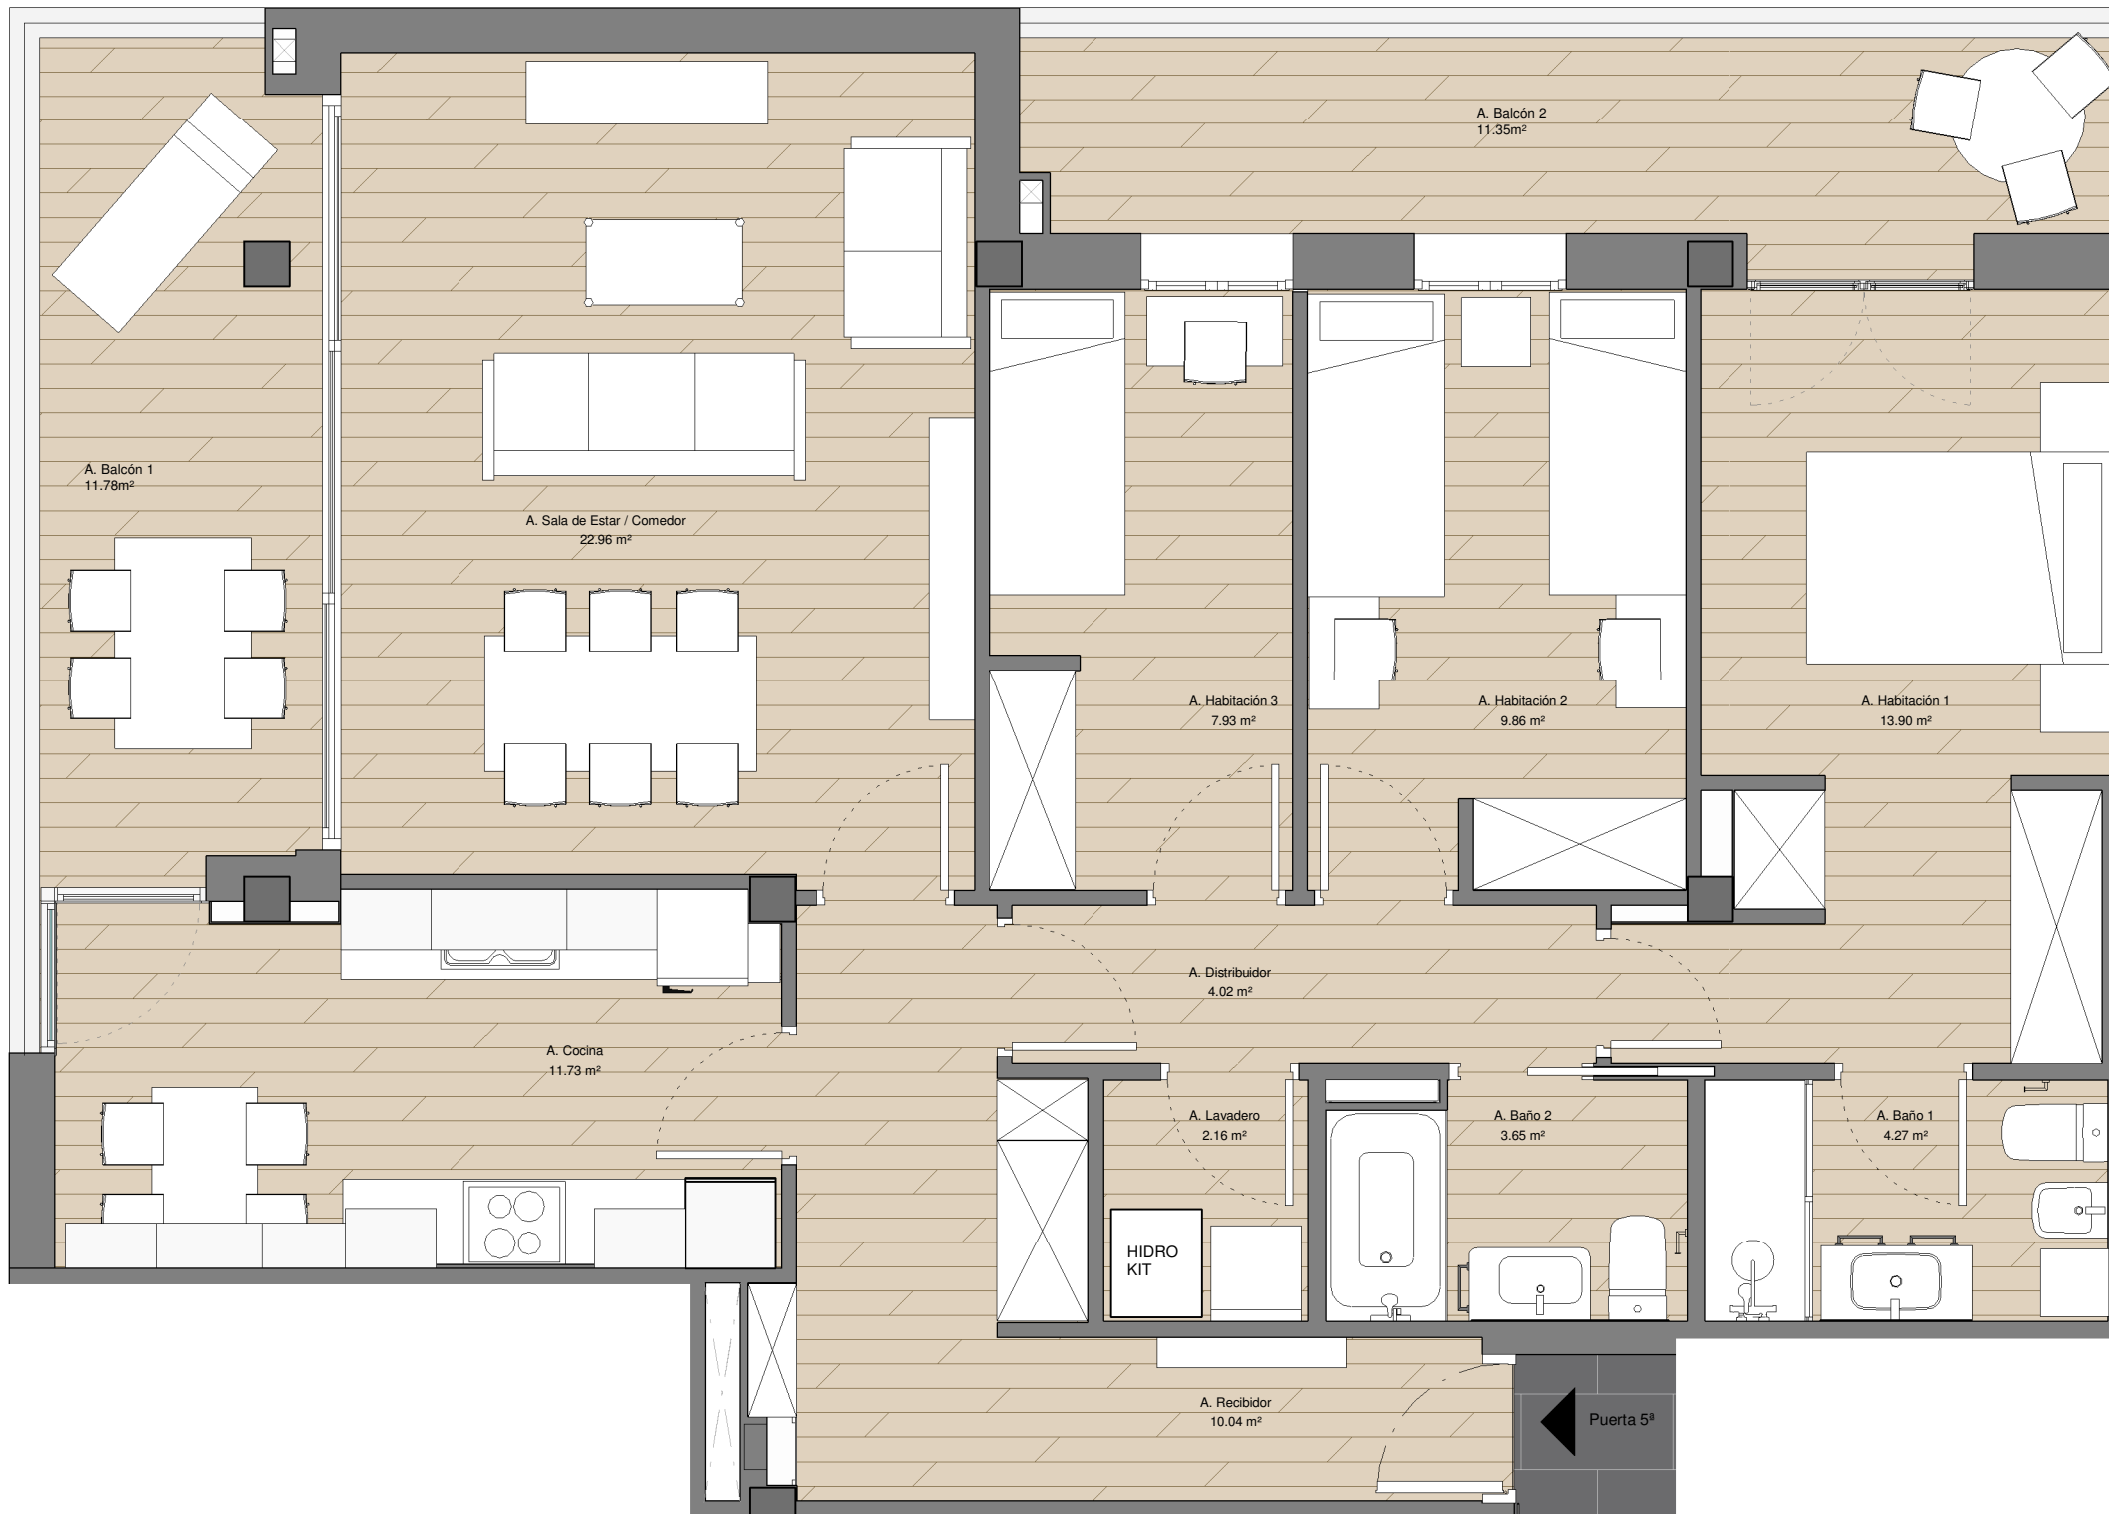 A. Balcón 2
11.35m²
A. Balcón 1
11.78m²
A. Sala de Estar / Comedor
22.96 m²
A. Habitación 3
7.93 m²
A. Habitación 2
9.86 m²
A. Habitación 1
13.90 m²
A. Distribuidor
4.02 m²
A. Cocina
11.73 m²
A. Lavadero
2.16 m²
A. Baño 2
3.65 m²
A. Baño 1
4.27 m²
HIDRO
KIT
A. Recibidor
10.04 m²
Puerta 5ª